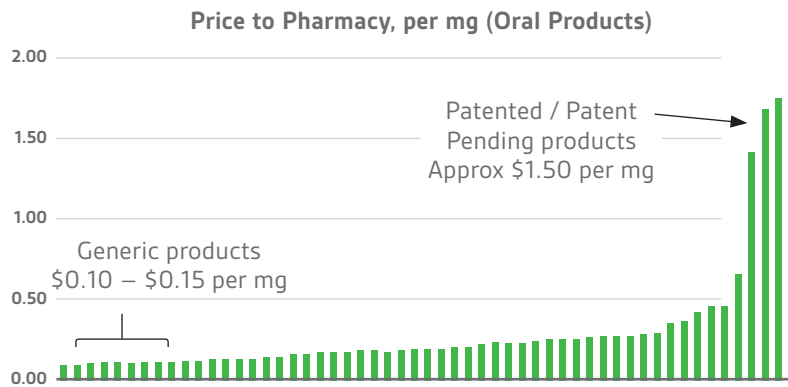 Price to Pharmacy, per mg (Oral Products)
2.00
Patented / Patent
1.50
Pending products
Approx $1.50 per mg
1.00
Generic products
$0.10 – $0.15 per mg
0.50
0.00